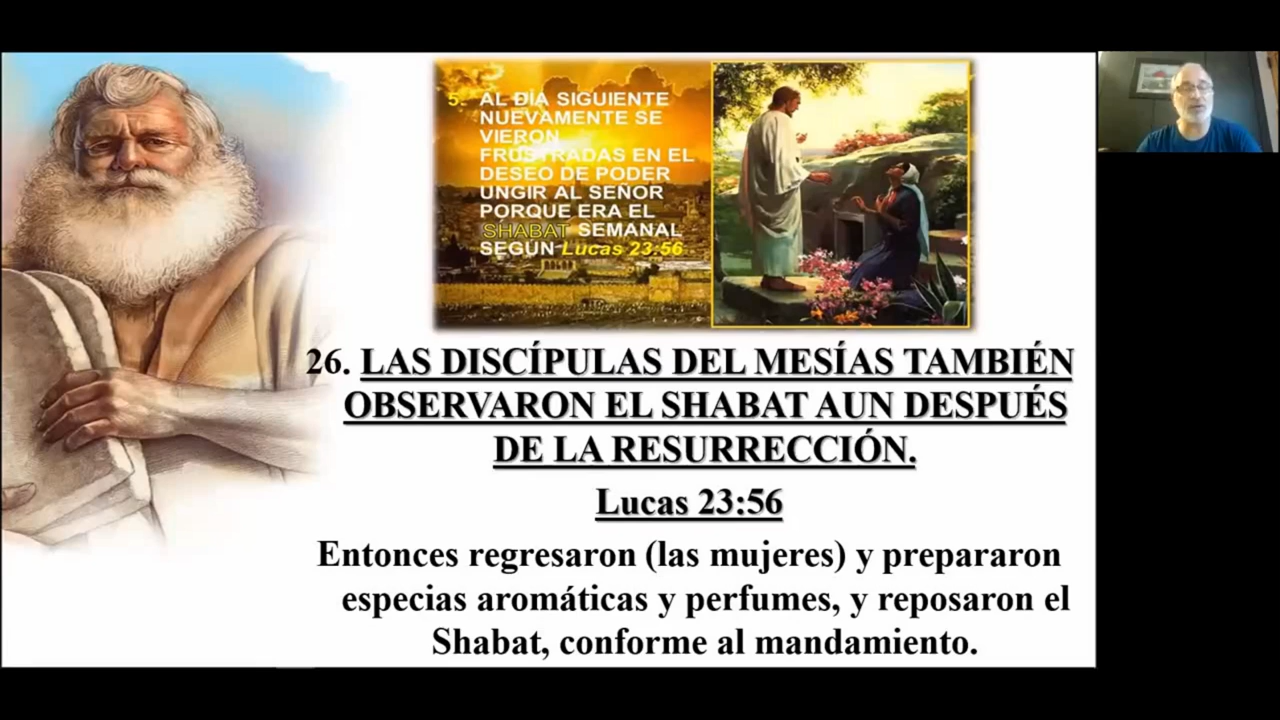 5. AL DÍA SIGUIENTE
NUEVAMENTE SE
VIERON
FRUSTRADAS EN EL
DESEO DE PODER
UNGIR AL SEÑOR
PORQUE ERA EL
SHABAT SEMANAL
SEGÚN Lucas 23:56
26. LAS DISCÍPULAS DEL MESÍAS TAMBIÉN
OBSERVARON EL SHABAT AUN DESPUÉS
DE LA RESURRECCIÓN.
Lucas 23:56
Entonces regresaron (las mujeres) y prepararon
especias aromáticas y perfumes, y reposaron el
Shabat, conforme al mandamiento.